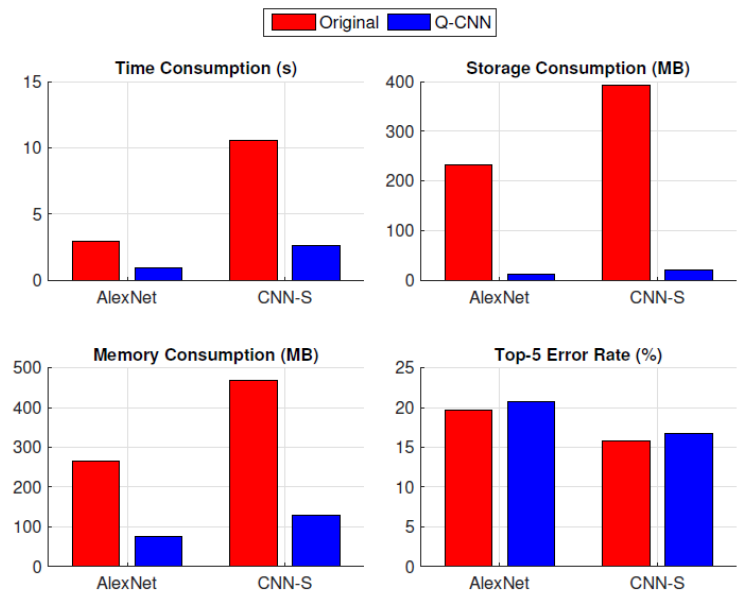 Original Q-CNN
Time Consumption (s)
15
10
5
0
AlexNet CNN-S
Storage Consumption (MB)
400
300
200
100
0
AlexNet CNN-S
Memory Consumption (MB)
500
400
300
200
100
0
AlexNet CNN-S
Top-5 Error Rate (%)
25
20
15
10
5
0
AlexNet CNN-S